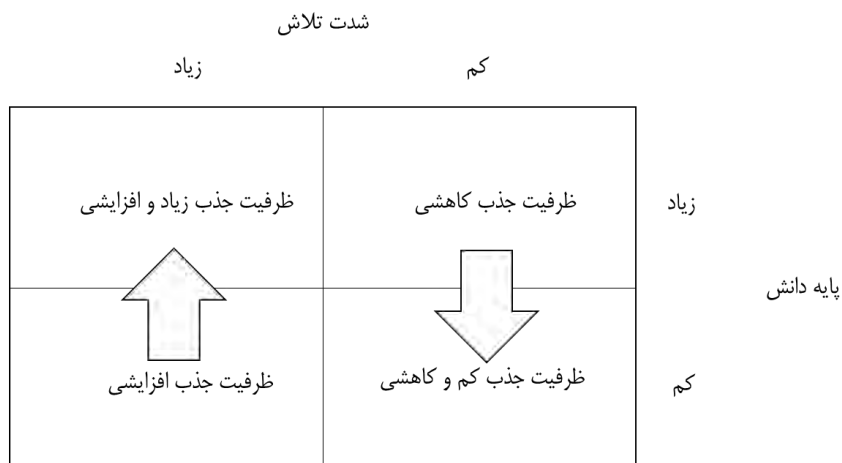 شدت تلاش
کم
زیاد
زیاد
ظرفیت جذب کاهشی
ظرفیت جذب زیاد و افزایشی
پایه دانش
کم
ظرفیت جذب کم و کاهشی
ظرفیت جذب افزایشی